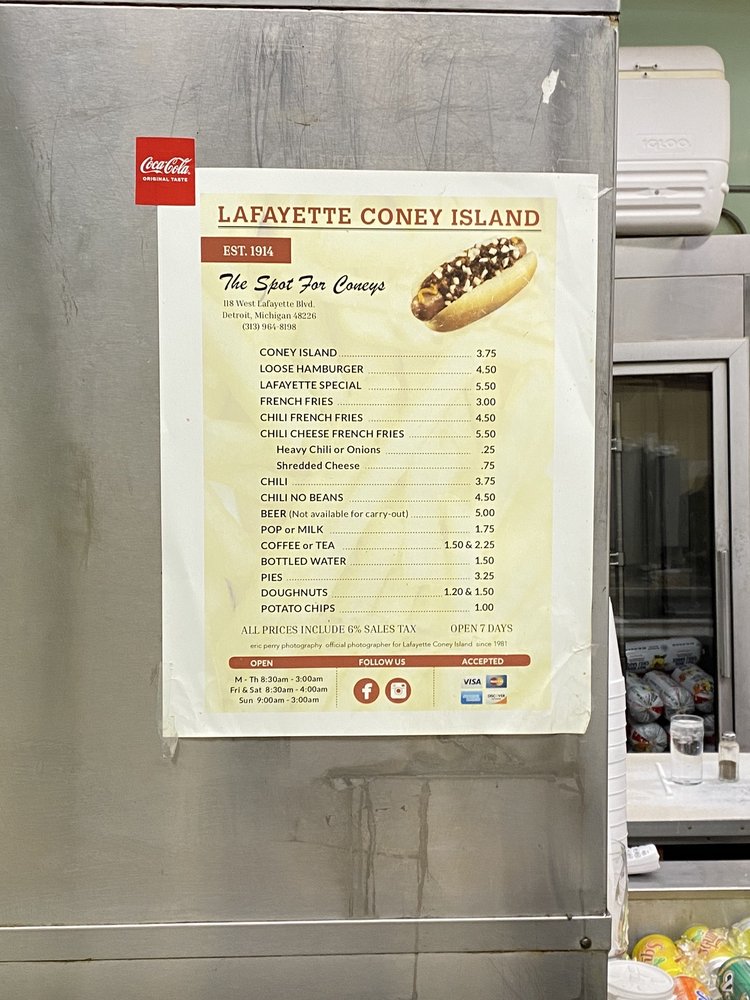 Coca-Cola
ORIGINAL TASTE
IGLOO
LAFAYETTE CONEY ISLAND
EST. 1914
The Spot For Coneys
118 West Lafayette Blvd.
Detroit, Michigan 48226
(313) 964-8198
CONEY ISLAND 3.75
LOOSE HAMBURGER 4.50
LAFAYETTE SPECIAL 5.50
FRENCH FRIES 3.00
CHILI FRENCH FRIES 4.50
CHILI CHEESE FRENCH FRIES 5.50
Heavy Chili or Onions .25
Shredded Cheese .75
CHILI 3.75
CHILI NO BEANS 4.50
BEER (Not available for carry-out) 5.00
POP or MILK 1.75
COFFEE or TEA 1.50 & 2.25
BOTTLED WATER 1.50
PIES 3.25
DOUGHNUTS 1.20 & 1.50
POTATO CHIPS 1.00
ALL PRICES INCLUDE 6% SALES TAX OPEN 7 DAYS
eric perry photography official photographer for Lafayette Coney Island since 1981
OPEN FOLLOW US ACCEPTED
M - Th 8:30am - 3:00am
Fri & Sat 8:30am - 4:00am
Sun 9:00am - 3:00am
VISA MasterCard
DISCOVER